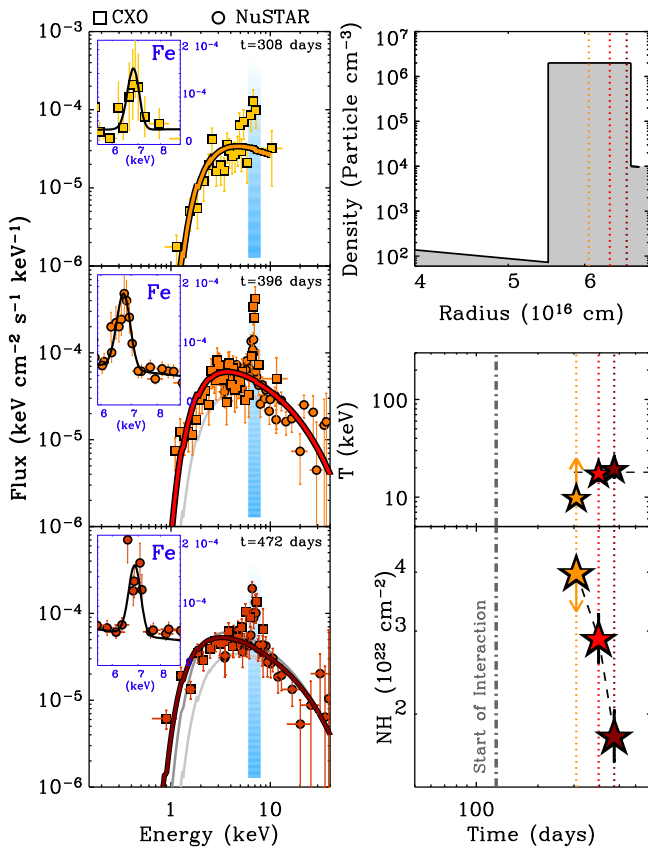 CXO NuSTAR
Flux (keV cm⁻² s⁻¹ keV⁻¹)
t=308 days
Fe
2 10⁻⁴
10⁻⁴
0
6 7 8
(keV)
10⁻⁴
10⁻⁵
10⁻⁶
t=396 days
Fe
2 10⁻⁴
10⁻⁴
0
6 7 8
(keV)
10⁻⁴
10⁻⁵
10⁻⁶
t=472 days
Fe
2 10⁻⁴
10⁻⁴
0
6 7 8
(keV)
10⁻⁴
10⁻⁵
10⁻⁶
1 10
Energy (keV)
Density (Particle cm⁻³)
10⁷
10⁶
10⁵
10⁴
10³
10²
4 5 6
Radius (10¹⁶ cm)
T (keV)
100
10
NH (10²² cm⁻²)
4
3
2
Start of Interaction
100
Time (days)